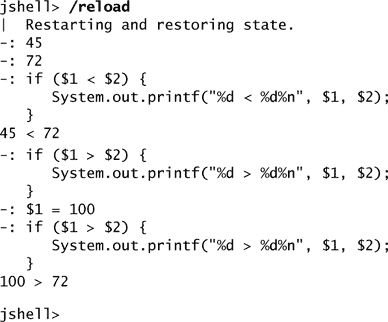 jshell> /reload
| Restarting and restoring state.
-: 45
-: 72
-: if ($1 < $2) {
System.out.printf("%d < %d%n", $1, $2);
}
45 < 72
-: if ($1 > $2) {
System.out.printf("%d > %d%n", $1, $2);
}
-: $1 = 100
-: if ($1 > $2) {
System.out.printf("%d > %d%n", $1, $2);
}
100 > 72
jshell>